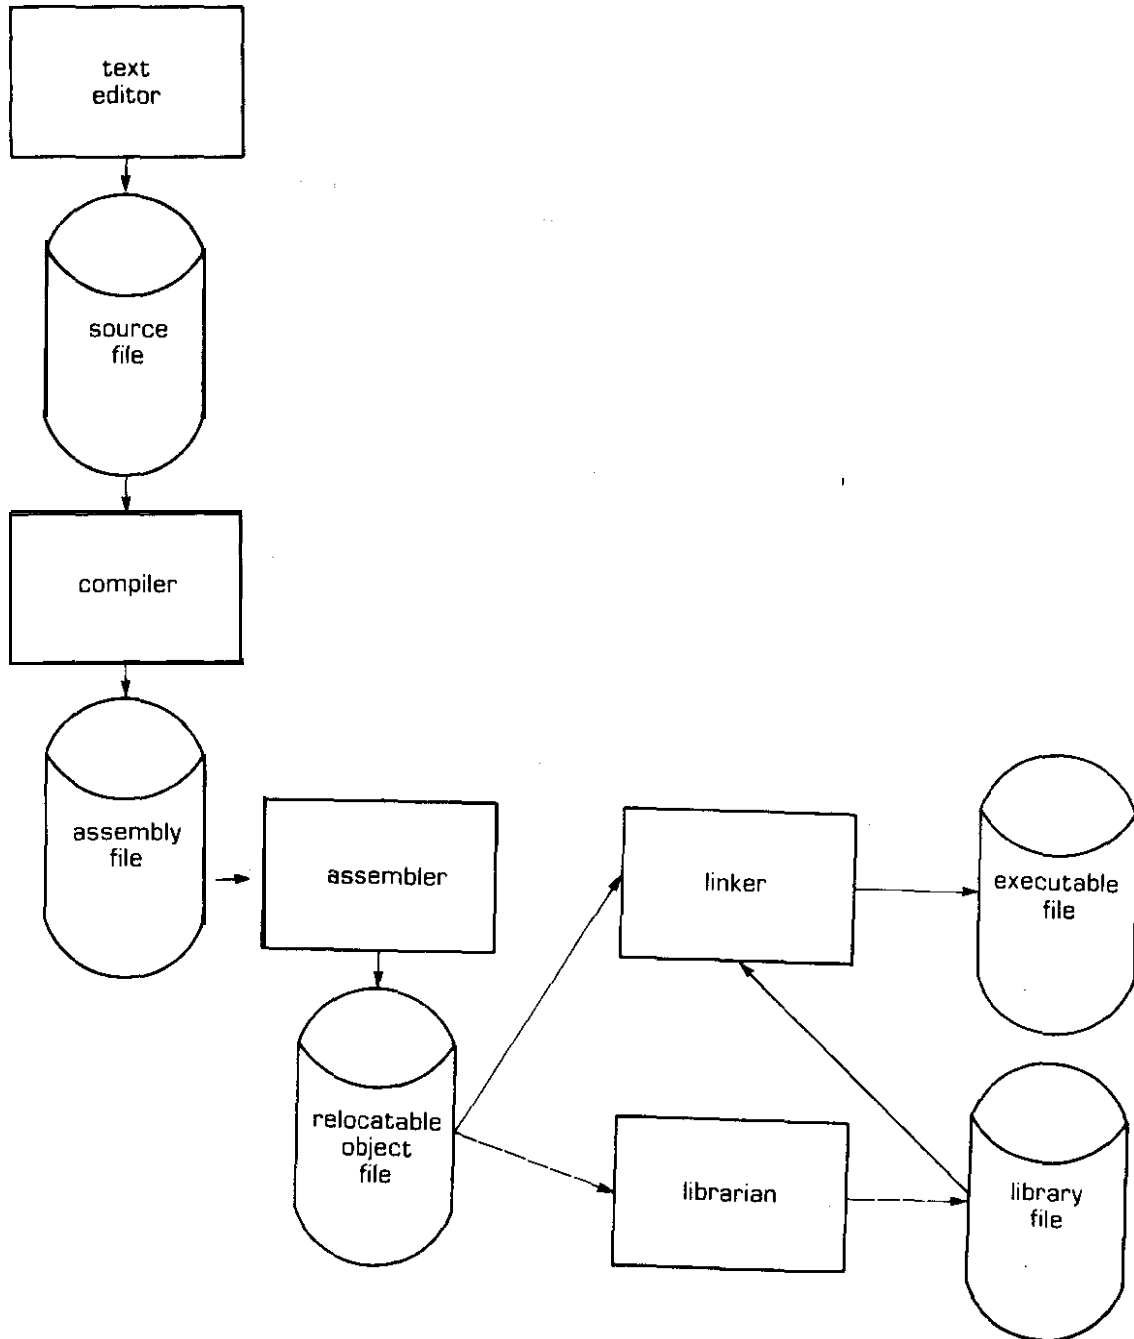 text
editor
source
file
compiler
assembly
file
assembler
linker
executable
file
relocatable
object
file
librarian
library
file